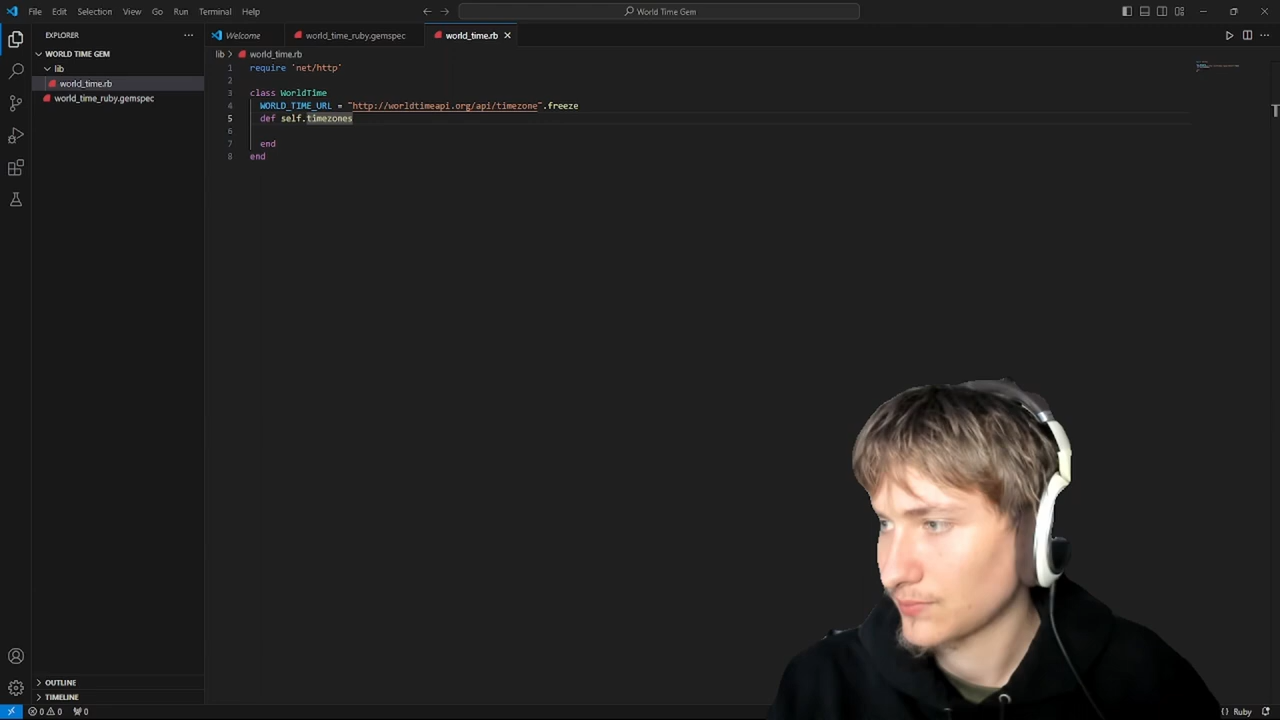 File Edit Selection View Go Run Terminal Help
World Time Gem
EXPLORER
WORLD TIME GEM
lib
world_time.rb
world_time_ruby.gemspec
OUTLINE
TIMELINE
Welcome
world_time_ruby.gemspec
world_time.rb
lib > world_time.rb
1 require 'net/http'
2
3 class WorldTime
4 WORLD_TIME_URL = "http://worldtimeapi.org/api/timezone".freeze
5 def self.timezones
6
7 end
8 end
0 0 0
{} Ruby